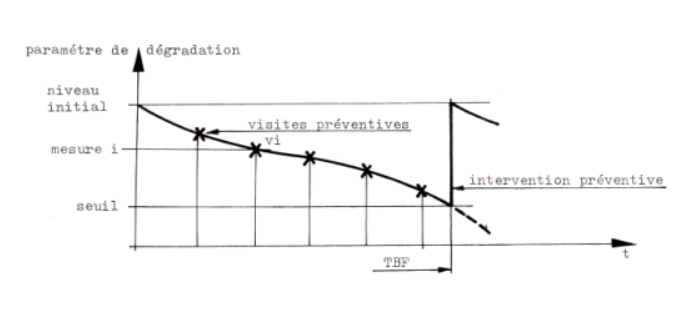 paramétre de dégradation
niveau
initial
visites préventives
vi
mesure i
intervention préventive
seuil
t
TBF